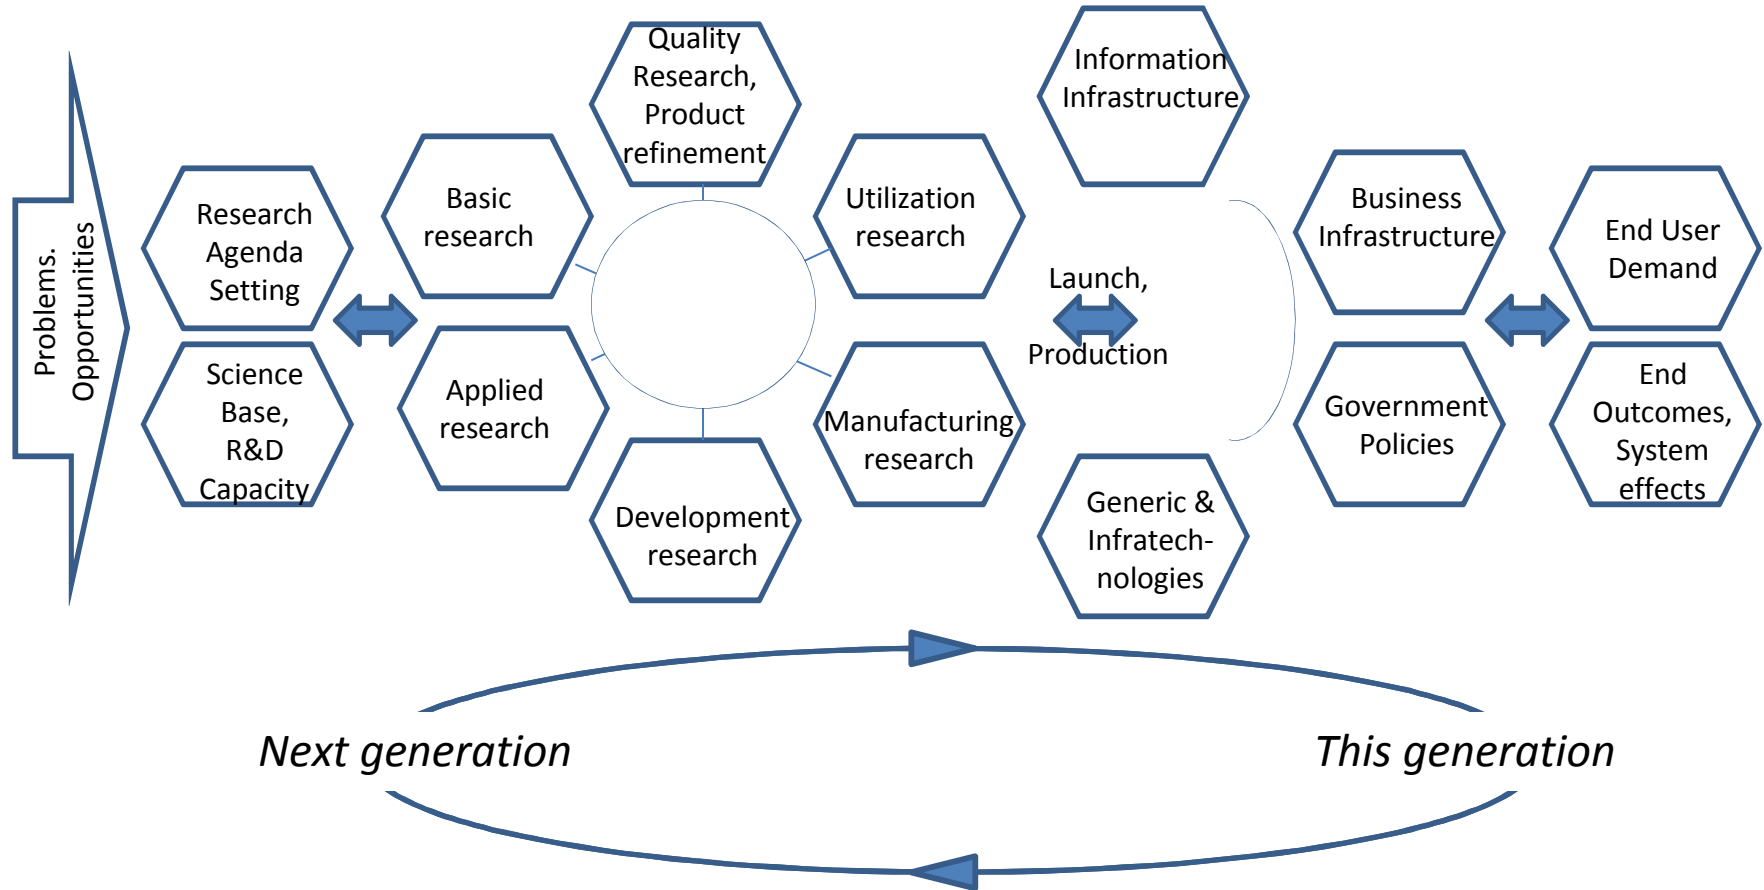 Problems.
Opportunities
Research
Agenda
Setting
Science
Base,
R&D
Capacity
Basic
research
Applied
research
Quality
Research,
Product
refinement
Development
research
Utilization
research
Manufacturing
research
Information
Infrastructure
Launch,
Production
Generic &
Infratech-
nologies
Business
Infrastructure
Government
Policies
End User
Demand
End
Outcomes,
System
effects
Next generation
This generation